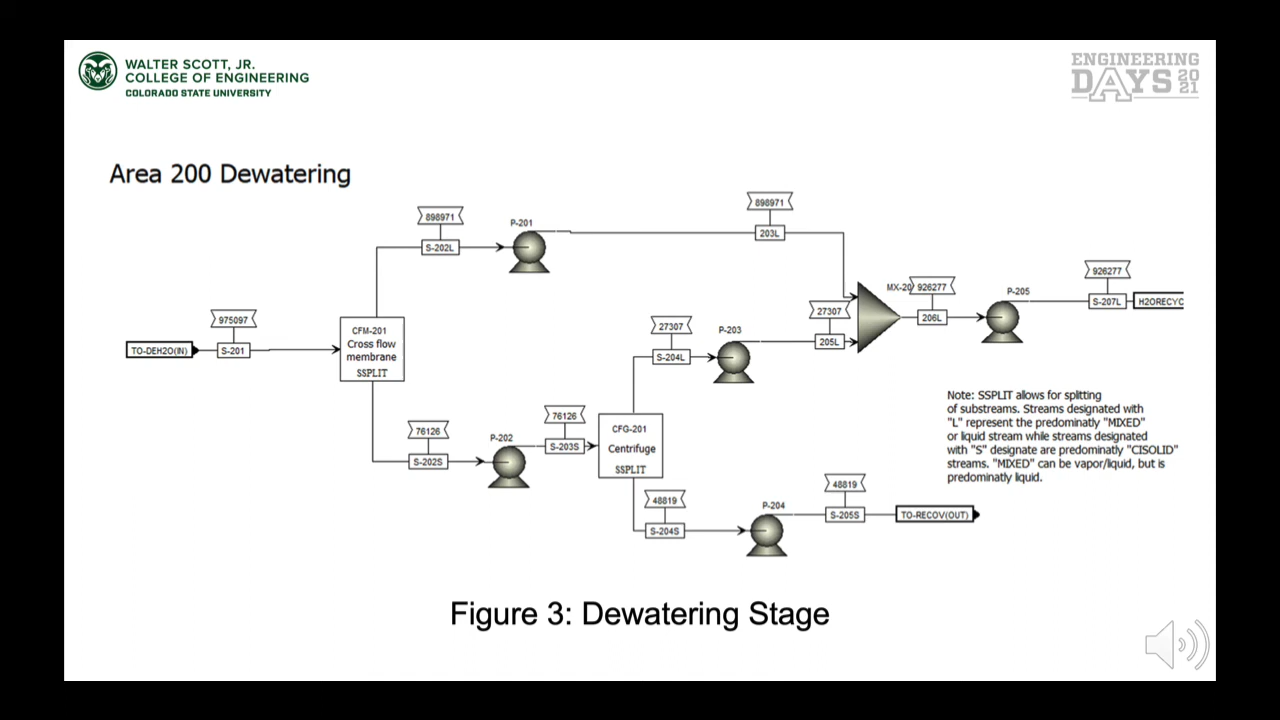 WALTER SCOTT, JR.
COLLEGE OF ENGINEERING
COLORADO STATE UNIVERSITY
ENGINEERING
DAYS 20
21
Area 200 Dewatering
898971
S-202L
P-201
898971
203L
975097
TO-DEH2O(IN)
S-201
CFM-201
Cross flow
membrane
SSPLIT
27307
S-204L
P-203
27307
205L
MX-20
926277
206L
P-205
926277
S-207L
H2ORECYC
76126
S-202S
P-202
76126
S-203S
CFG-201
Centrifuge
SSPLIT
48819
S-204S
P-204
48819
S-205S
TO-RECOV(OUT)
Note: SSPLIT allows for splitting
of substreams. Streams designated with
"L" represent the predominatly "MIXED"
or liquid stream while streams designated
with "S" designate are predominatly "CISOLID"
streams. "MIXED" can be vapor/liquid, but is
predominatly liquid.
Figure 3: Dewatering Stage